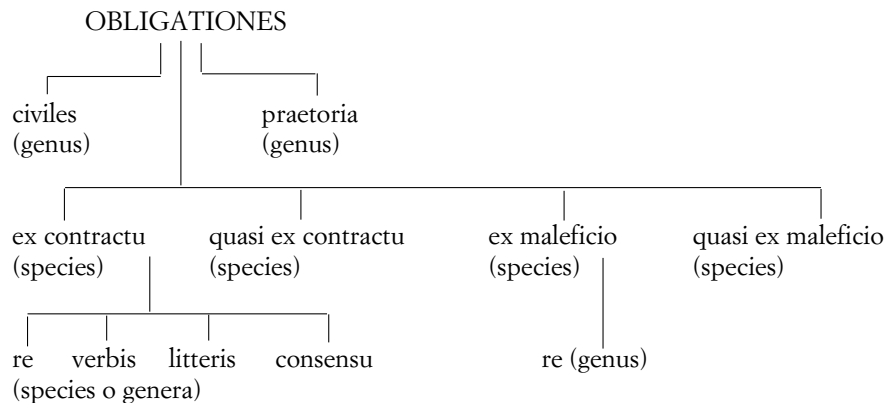 OBLIGATIONES
civiles praetoria
(genus) (genus)
ex contractu quasi ex contractu ex maleficio quasi ex maleficio
(species) (species) (species) (species)
re verbis litteris consensu re (genus)
(species o genera)